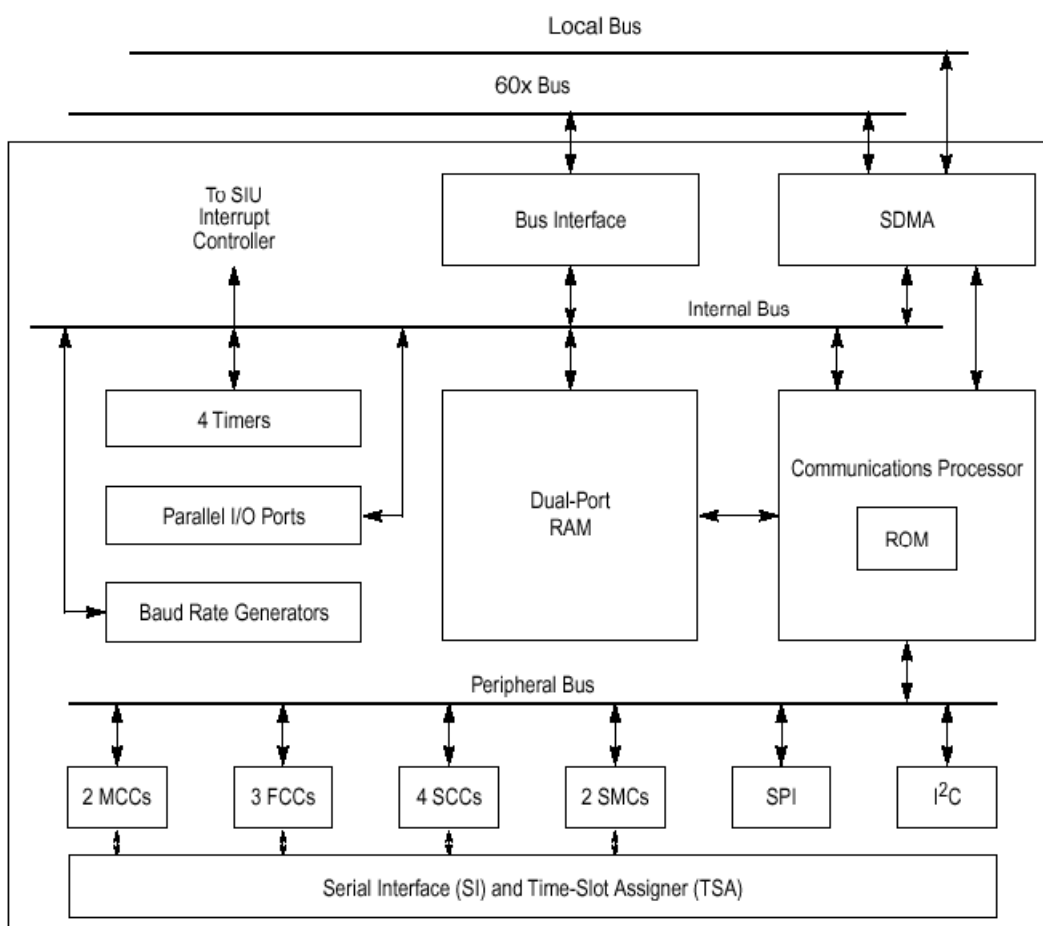 Local Bus
60x Bus
To SIU
Interrupt
Controller
Bus Interface
SDMA
Internal Bus
4 Timers
Parallel I/O Ports
Baud Rate Generators
Dual-Port
RAM
Communications Processor
ROM
Peripheral Bus
2 MCCs
3 FCCs
4 SCCs
2 SMCs
SPI
I²C
Serial Interface (SI) and Time-Slot Assigner (TSA)